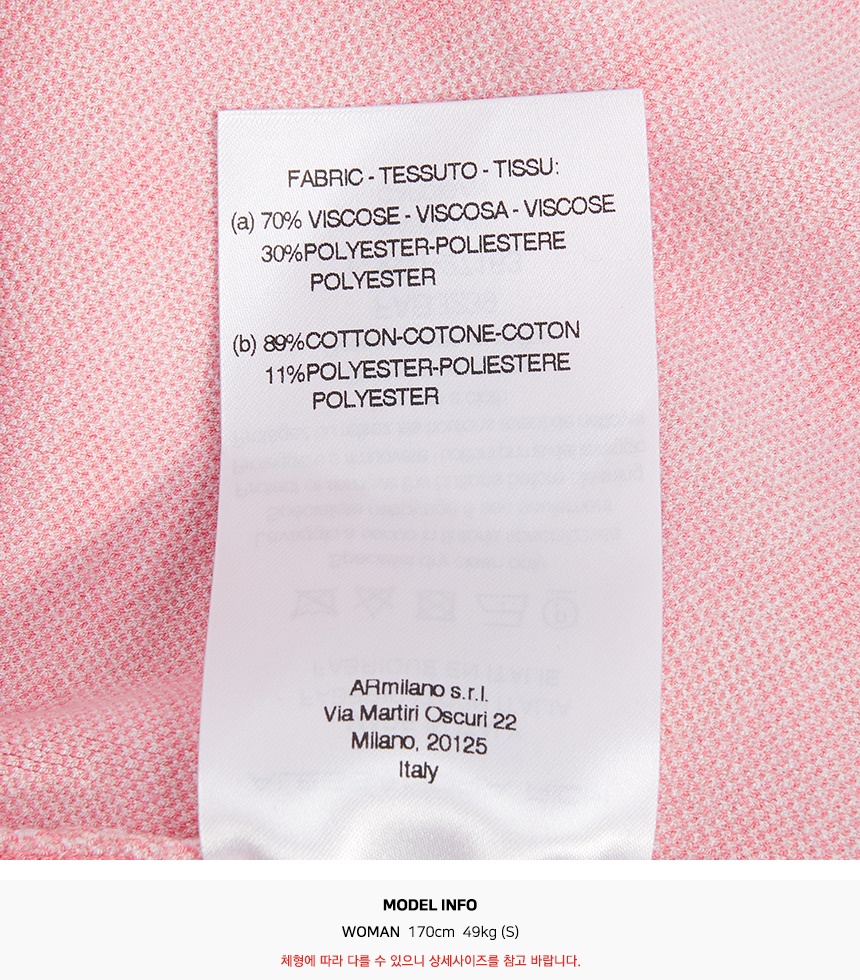 FABRIC - TESSUTO - TISSU:
(a) 70% VISCOSE - VISCOSA - VISCOSE
30%POLYESTER-POLIESTERE
POLYESTER
(b) 89%COTTON-COTONE-COTON
11%POLYESTER-POLIESTERE
POLYESTER
ARmilano s.r.l.
Via Martiri Oscuri 22
Milano, 20125
Italy
MODEL INFO
WOMAN 170cm 49kg (S)
체형에 따라 다를 수 있으니 상세사이즈를 참고 바랍니다.